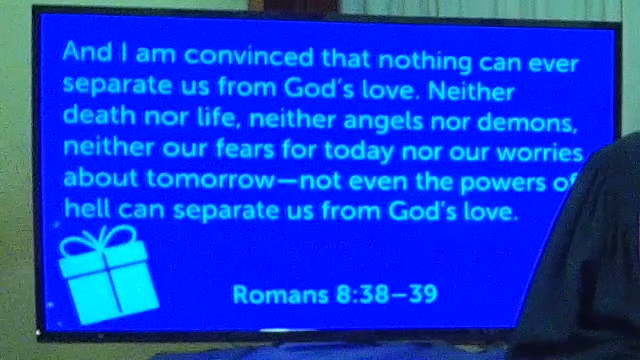 And I am convinced that nothing can ever
separate us from God's love. Neither
death nor life, neither angels nor demons,
neither our fears for today nor our worries
about tomorrow—not even the powers of
hell can separate us from God's love.
Romans 8:38–39